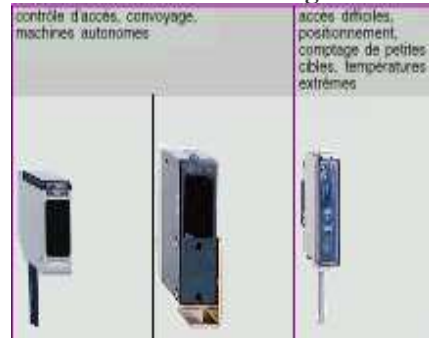 contrôle d'accès, convoyage,
machines autonomes
accès difficiles,
positionnement,
comptage de petites
cibles, températures
extrêmes